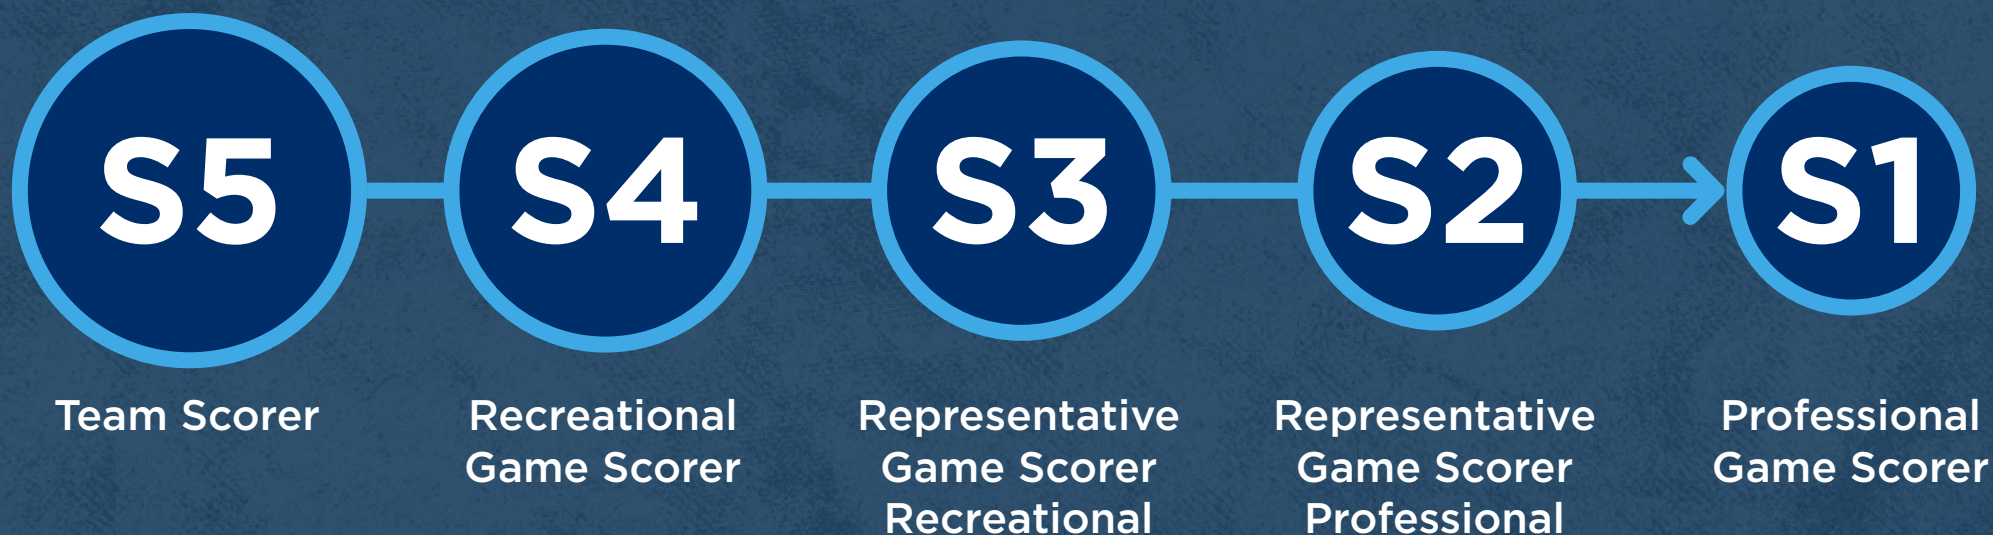 S5
S4
S3
S2
S1
Team Scorer
Recreational
Game Scorer
Representative
Game Scorer
Recreational
Representative
Game Scorer
Professional
Professional
Game Scorer